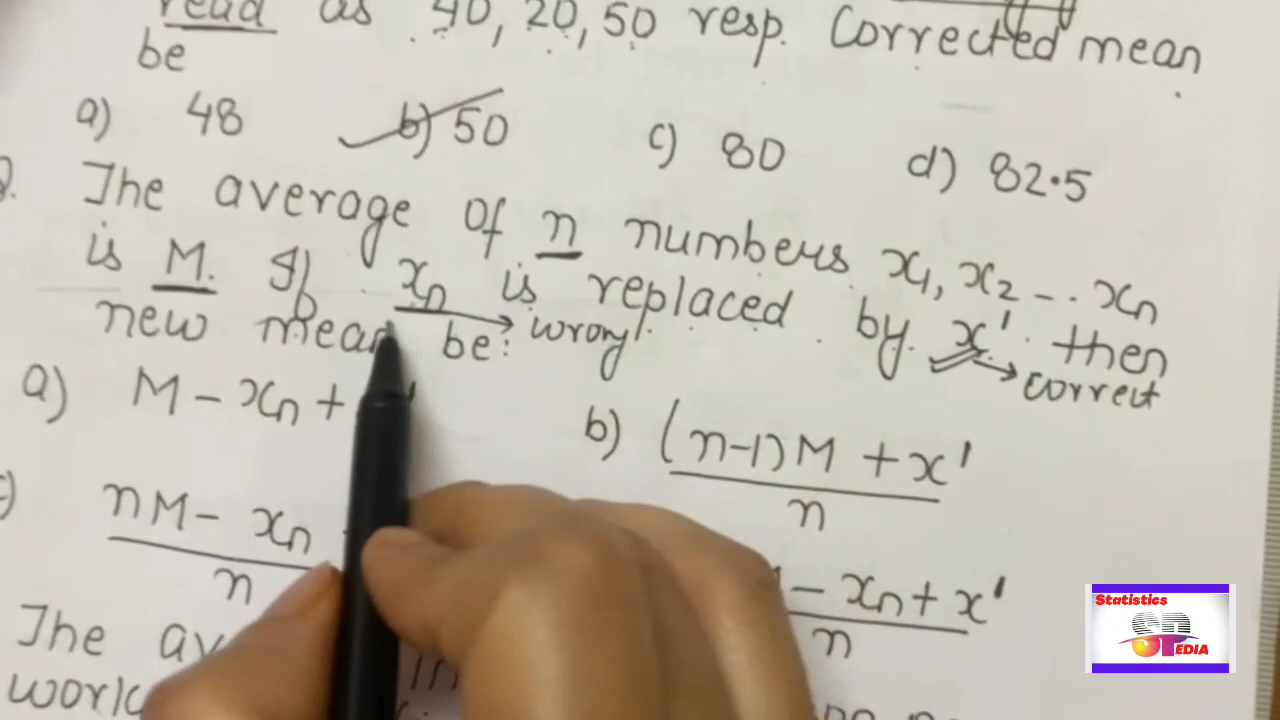 read as 40, 20, 50 resp. Corrected mean
be
a) 48 b) 50 c) 80 d) 82.5
The average of n numbers x1, x2 -.. xn
is M. If xn is replaced by x' then
new mean be: wrong correct
a) M - xn +
b) (n-1)M + x'
n
c) nM - xn
n
- xn + x'
n
The av
work
Statistics
PEDIA